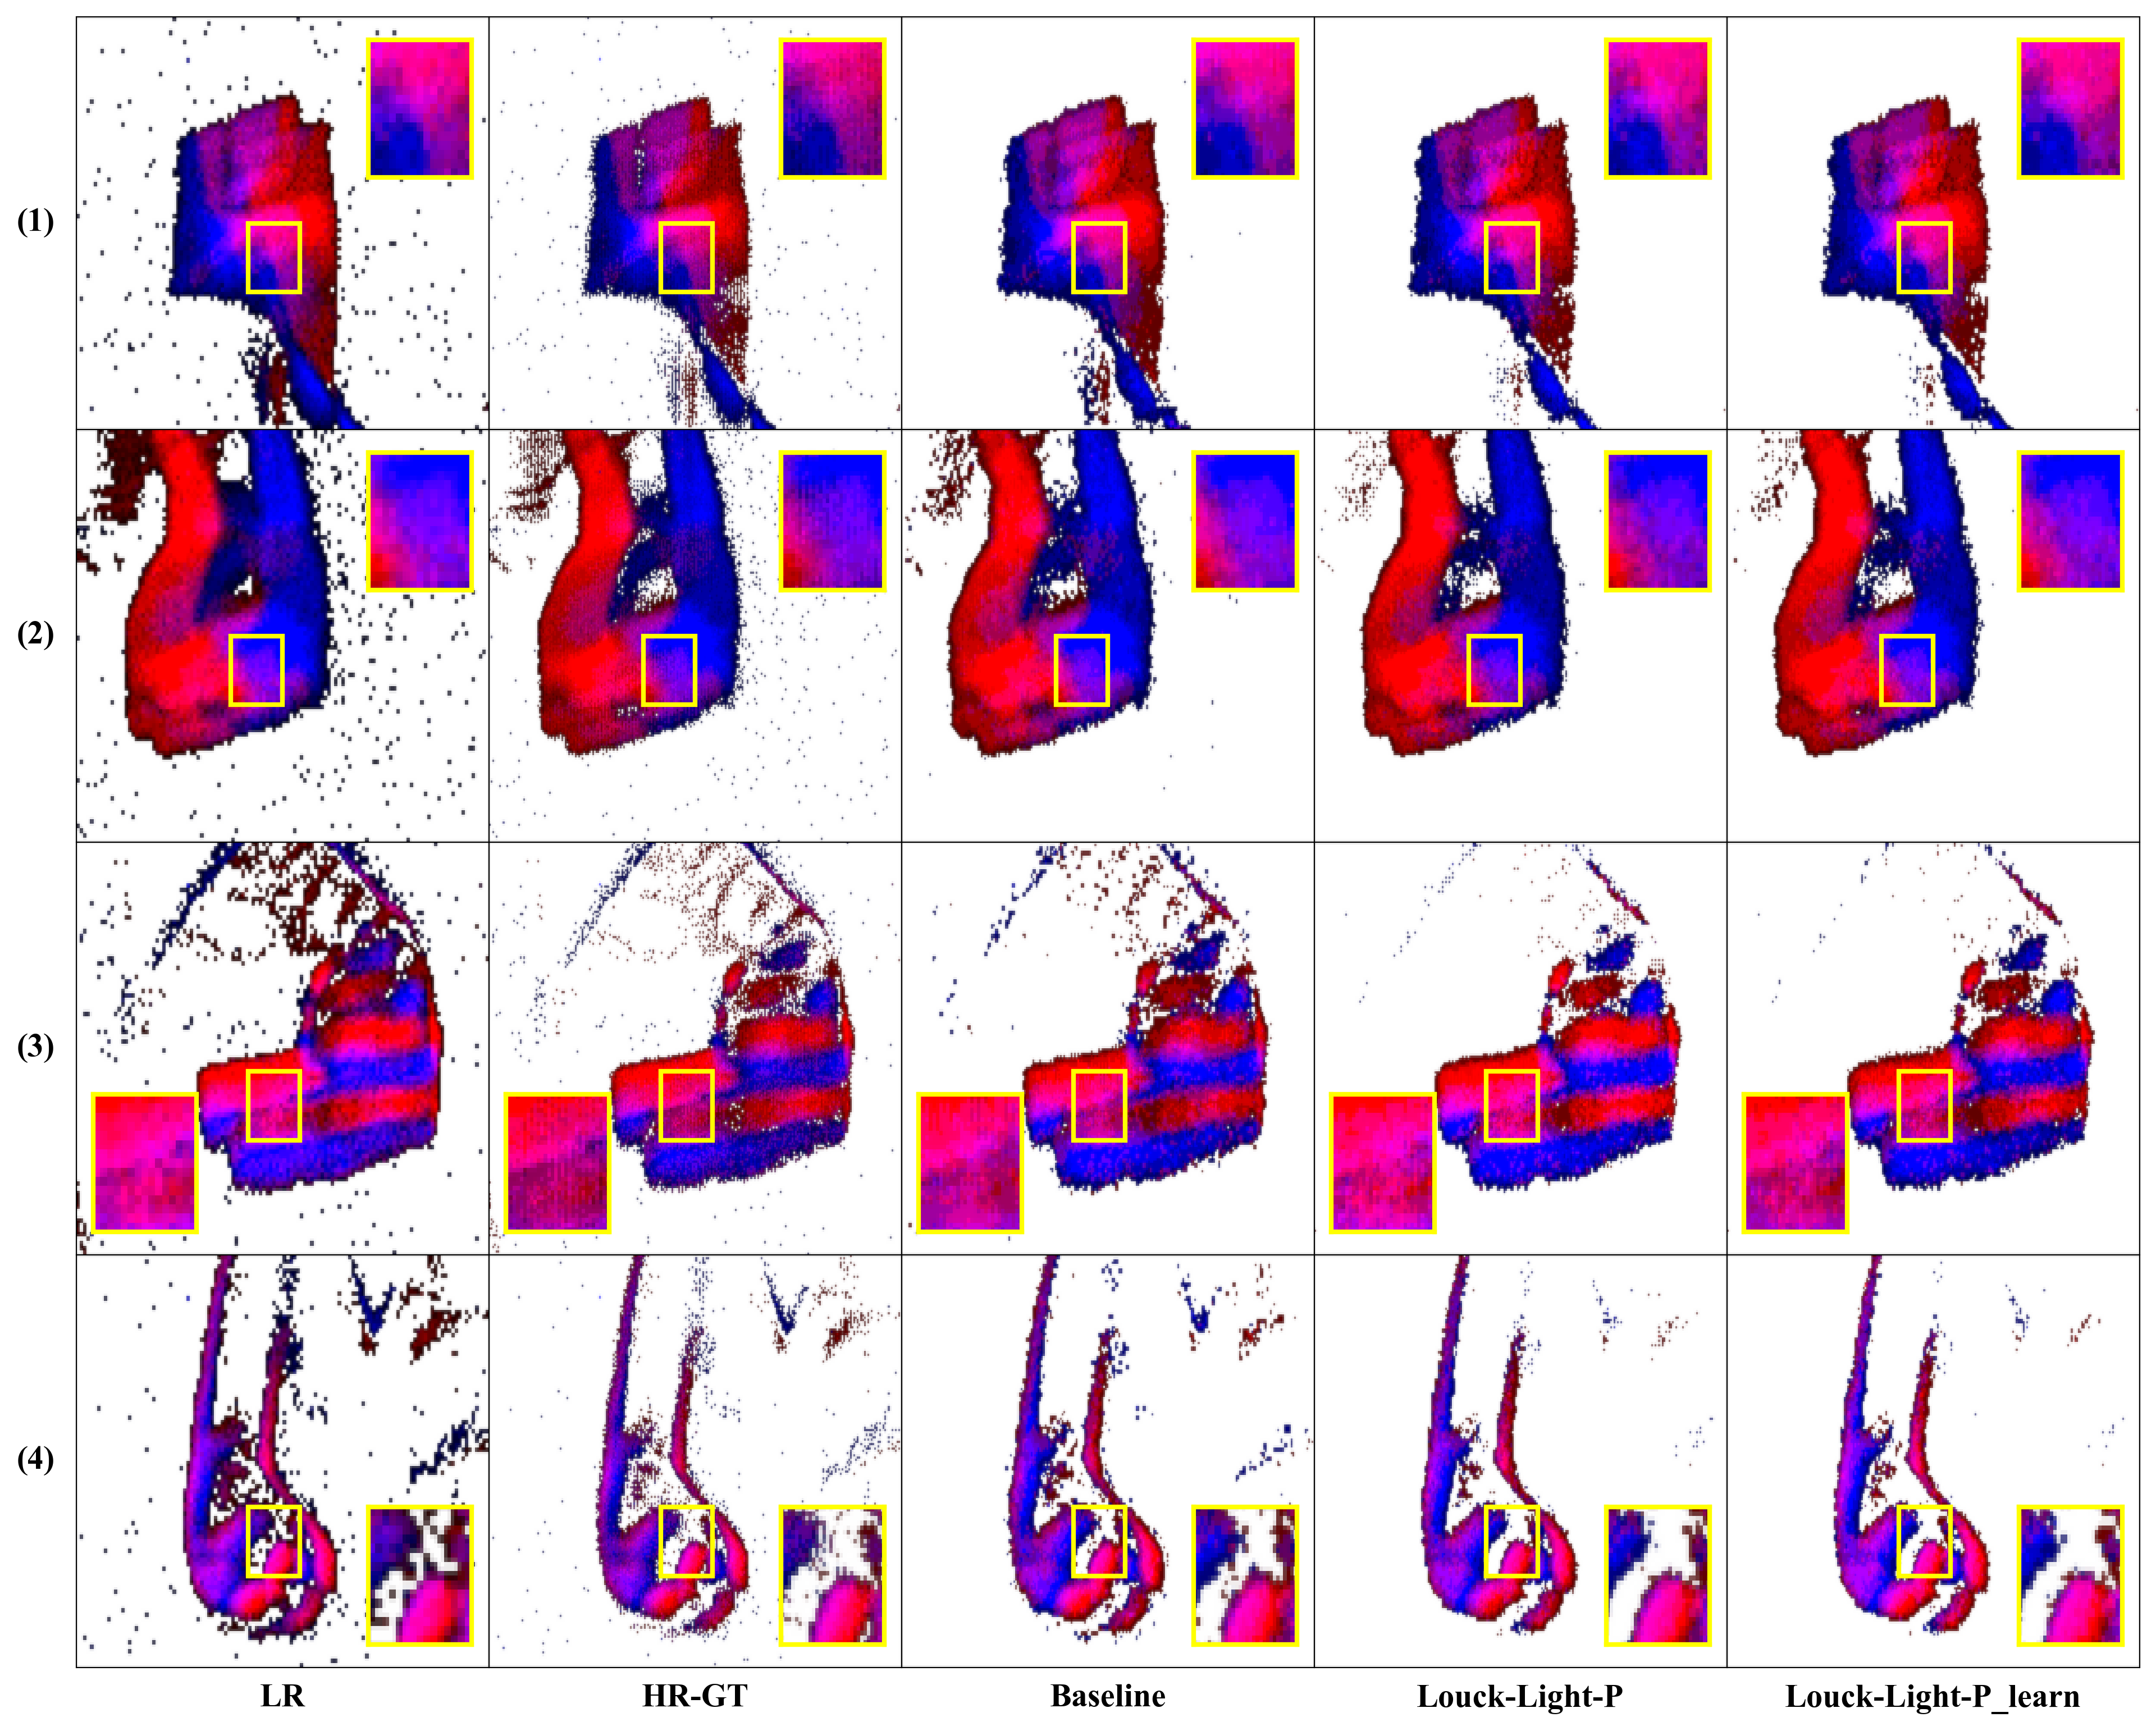 (1)
(2)
(3)
(4)
LR HR-GT Baseline Louck-Light-P Louck-Light-P_learn